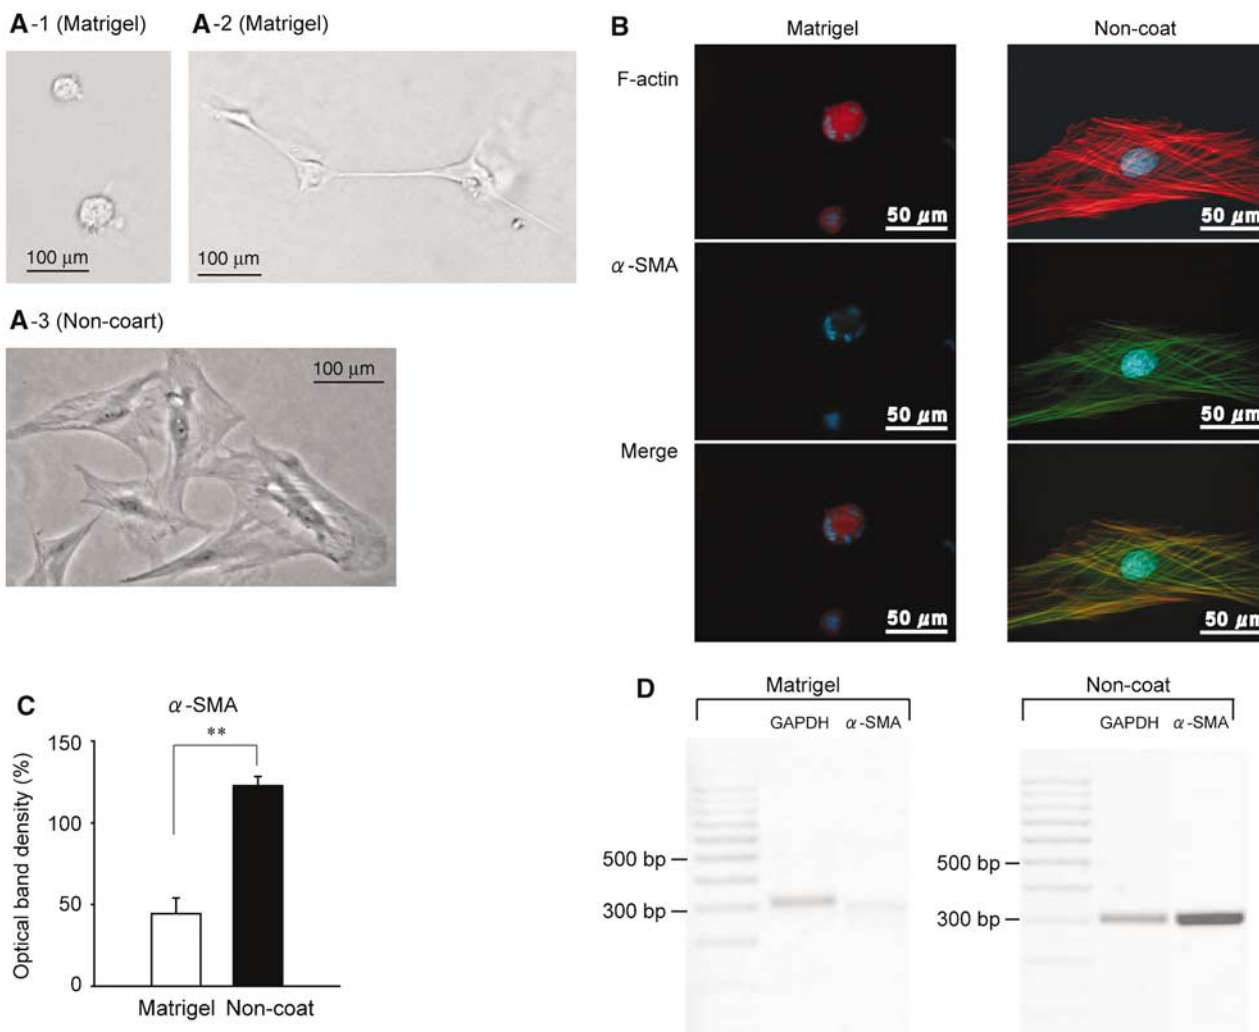 A-1 (Matrigel)
A-2 (Matrigel)
100 μm
100 μm
A-3 (Non-coart)
100 μm
B
Matrigel
Non-coat
F-actin
50 μm
50 μm
α-SMA
50 μm
50 μm
Merge
50 μm
50 μm
C
α-SMA
**
Optical band density (%)
150
100
50
0
Matrigel
Non-coat
D
Matrigel
Non-coat
GAPDH α-SMA
GAPDH α-SMA
500 bp
300 bp
500 bp
300 bp